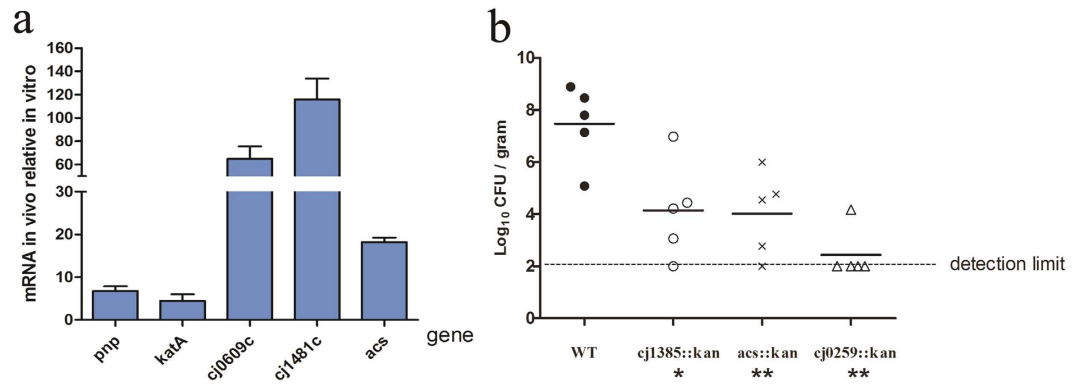 a
mRNA in vivo relative in vitro
160
140
120
100
80
60
30
20
10
0
pnp
katA
cj0609c
cj1481c
acs
gene
b
Log10 CFU / gram
10
8
6
4
2
0
detection limit
WT
cj1385::kan
acs::kan
cj0259::kan
*
**
**